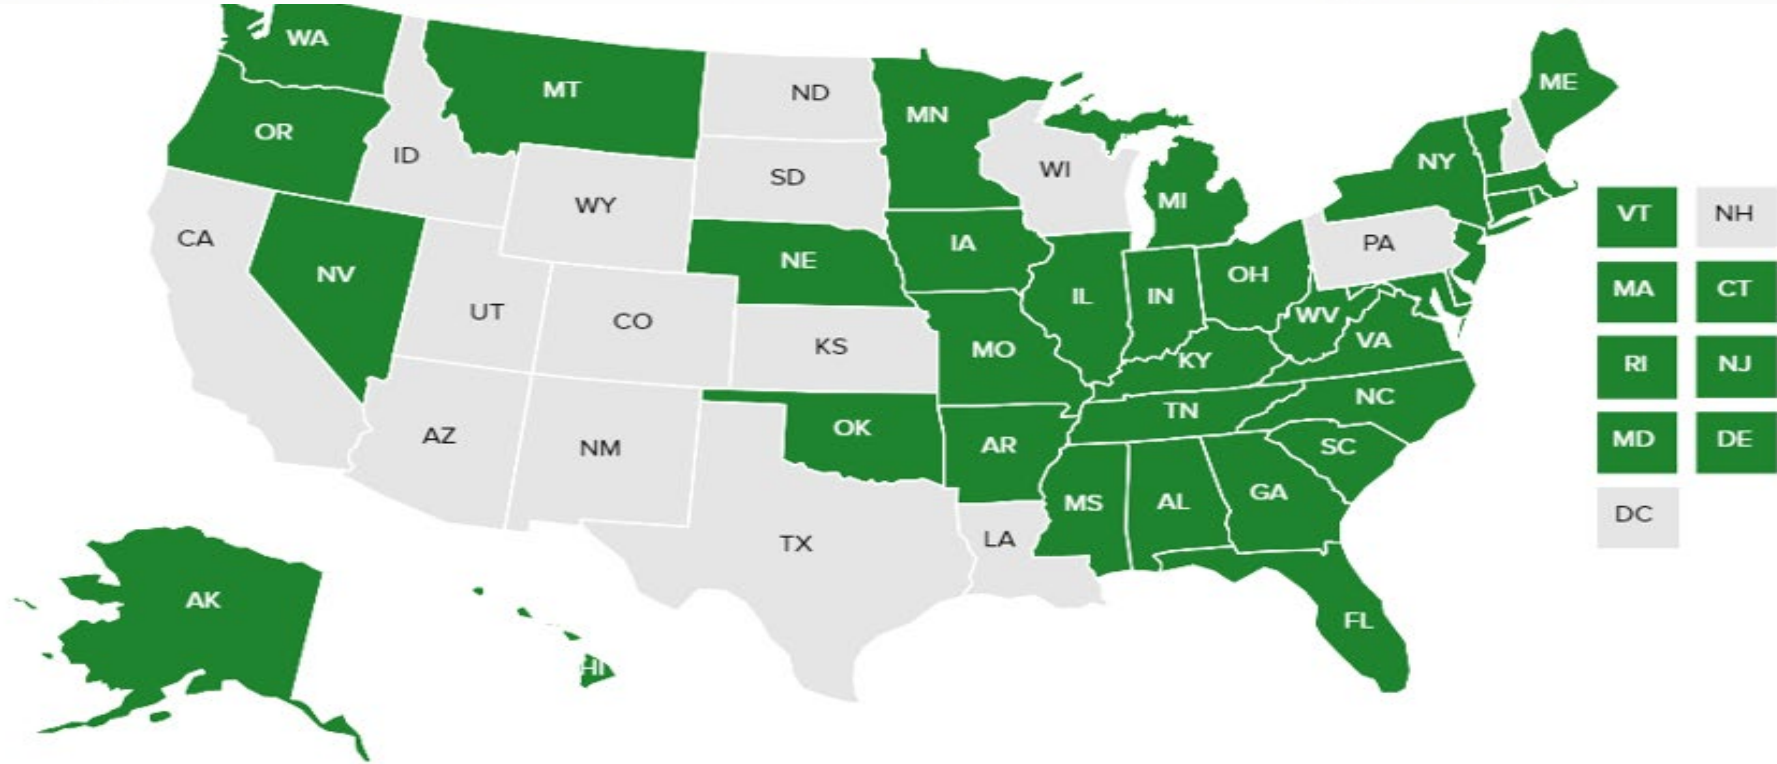 WA
MT
ND
MN
ME
OR
ID
SD
WI
MI
NY
WY
CA
NV
NE
IA
PA
VT
NH
UT
CO
IL
IN
OH
MA
CT
KS
MO
WV
VA
KY
RI
NJ
AZ
NM
OK
AR
TN
NC
SC
MD
DE
TX
LA
MS
AL
GA
DC
AK
HI
FL